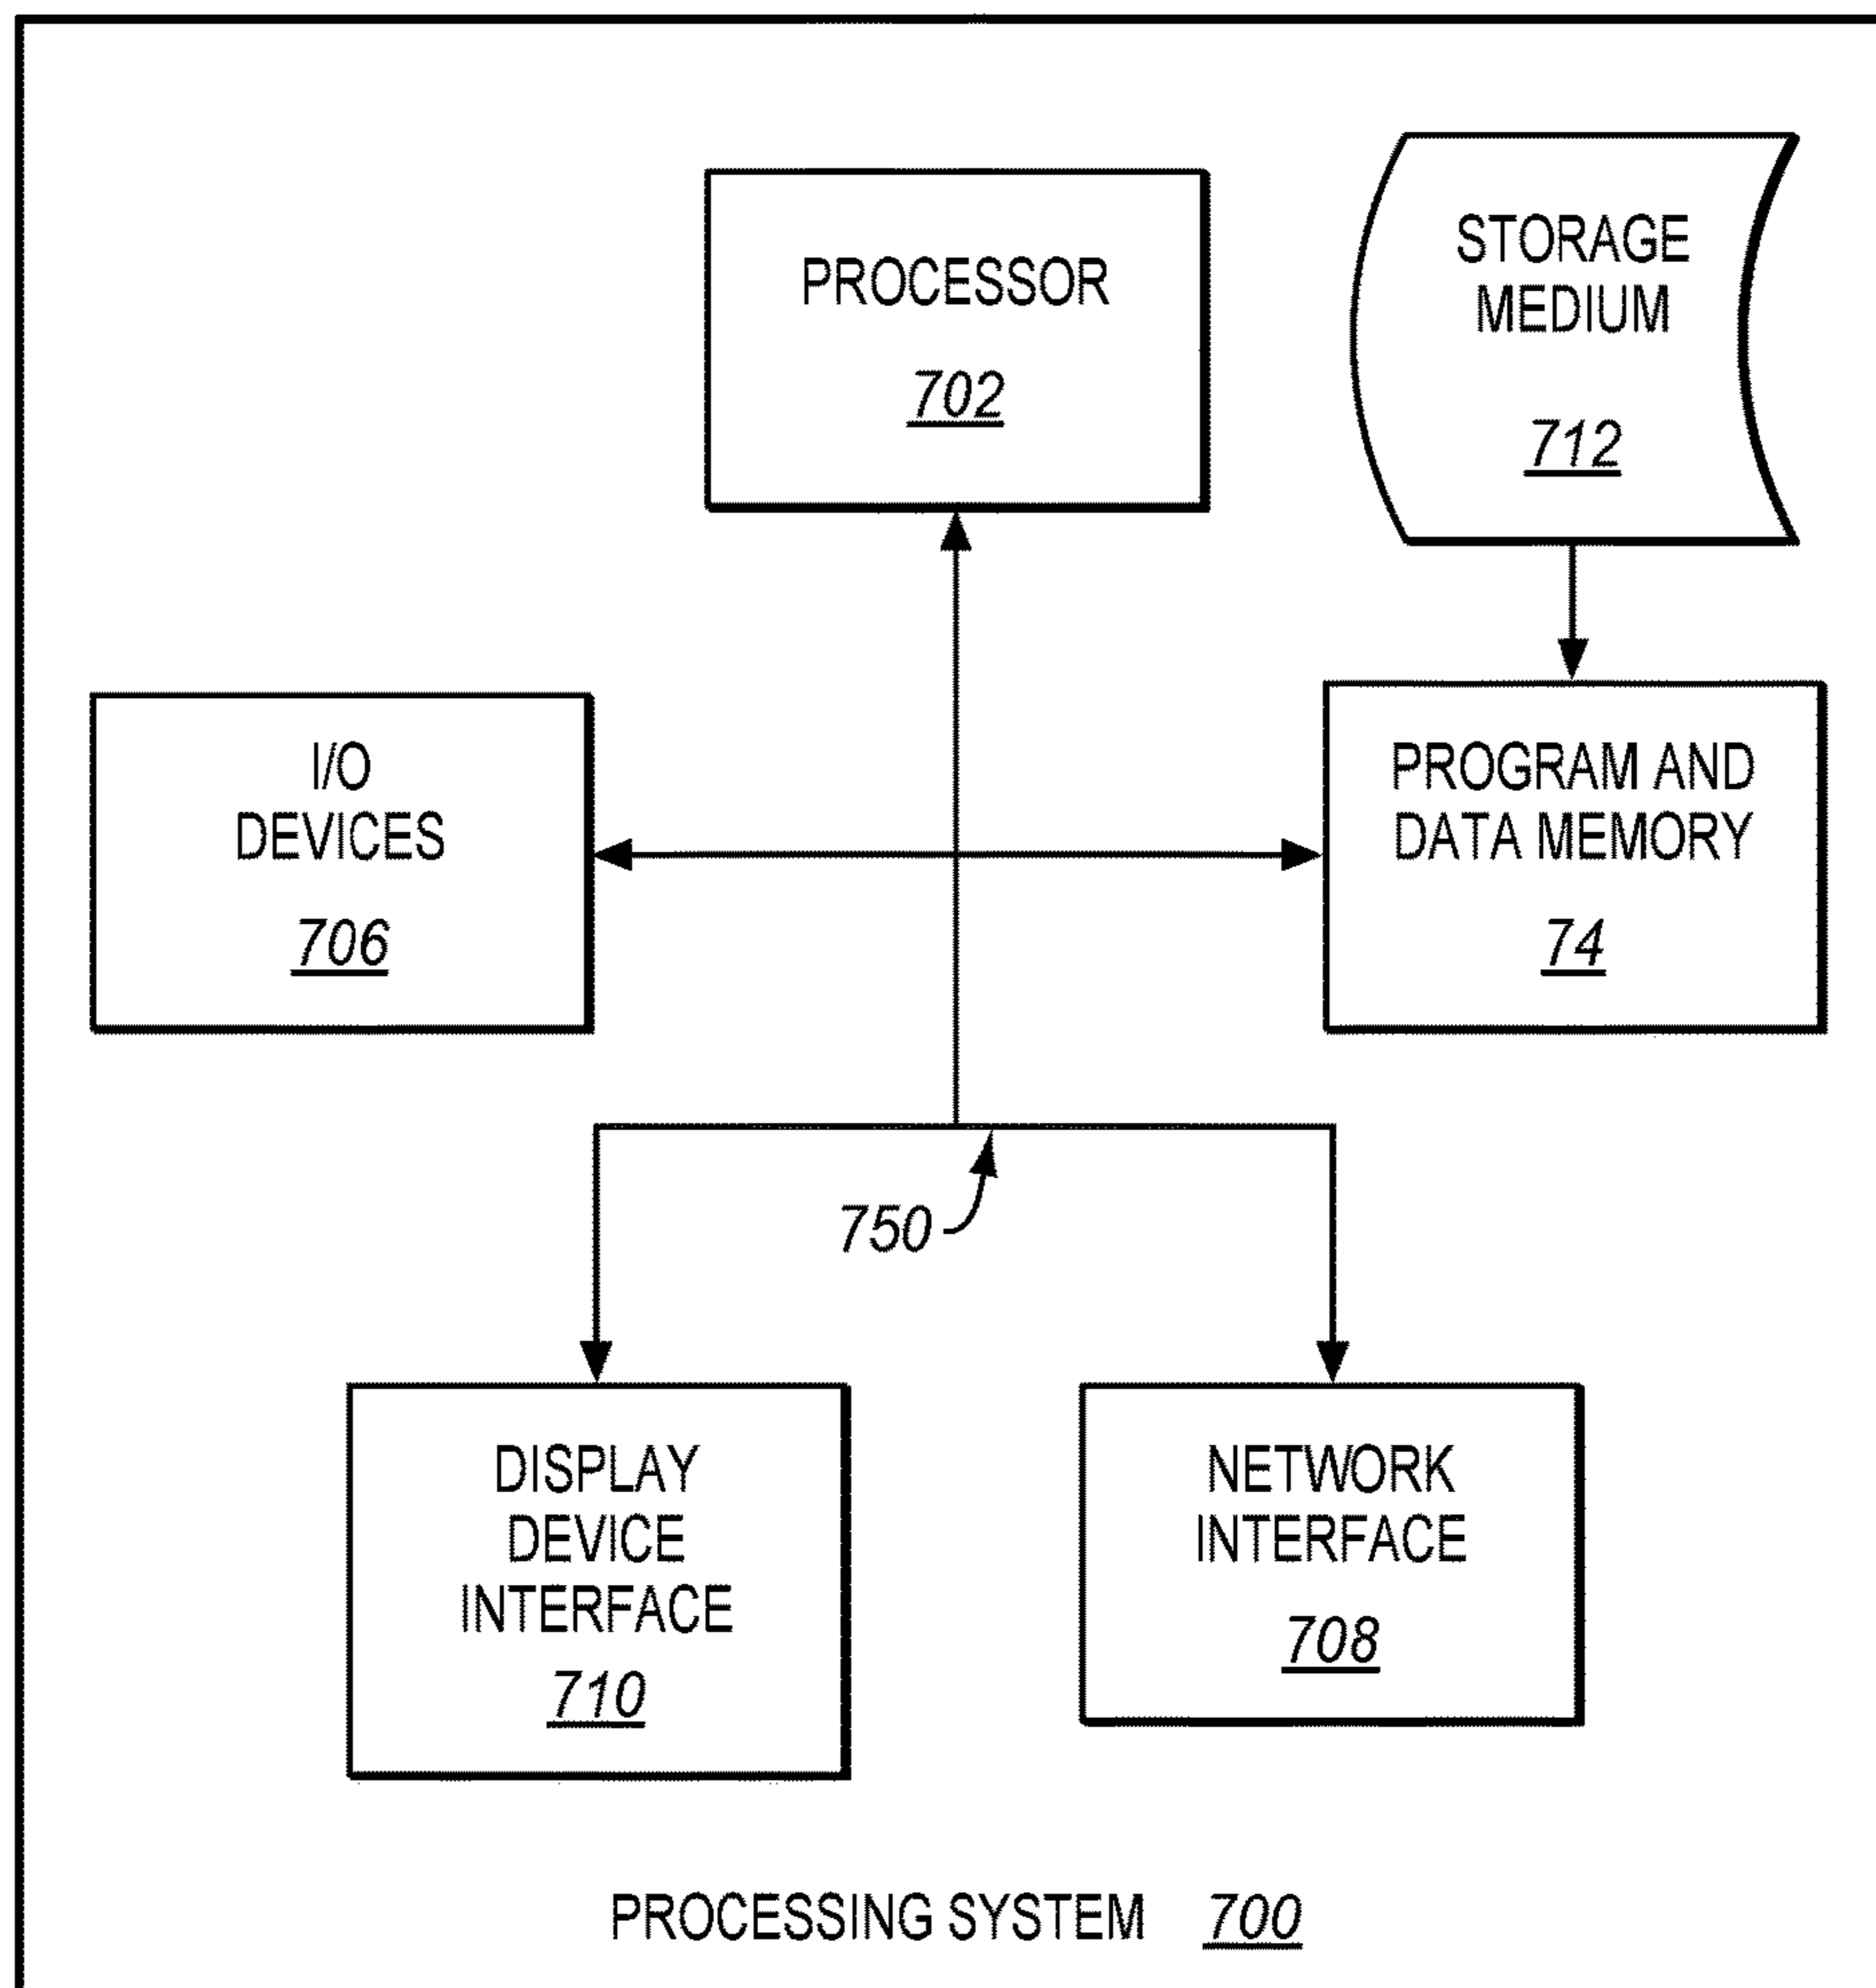 PROCESSOR
702
STORAGE
MEDIUM
712
I/O
DEVICES
706
PROGRAM AND
DATA MEMORY
74
750
DISPLAY
DEVICE
INTERFACE
710
NETWORK
INTERFACE
708
PROCESSING SYSTEM 700